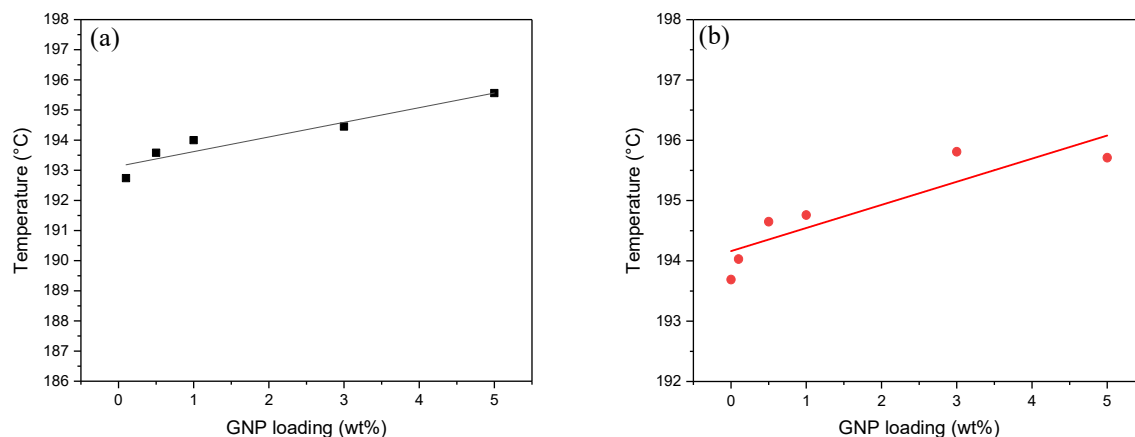 (a)
Temperature (°C)
198
197
196
195
194
193
192
191
190
189
188
187
186
0 1 2 3 4 5
GNP loading (wt%)
(b)
Temperature (°C)
198
197
196
195
194
193
192
0 1 2 3 4 5
GNP loading (wt%)